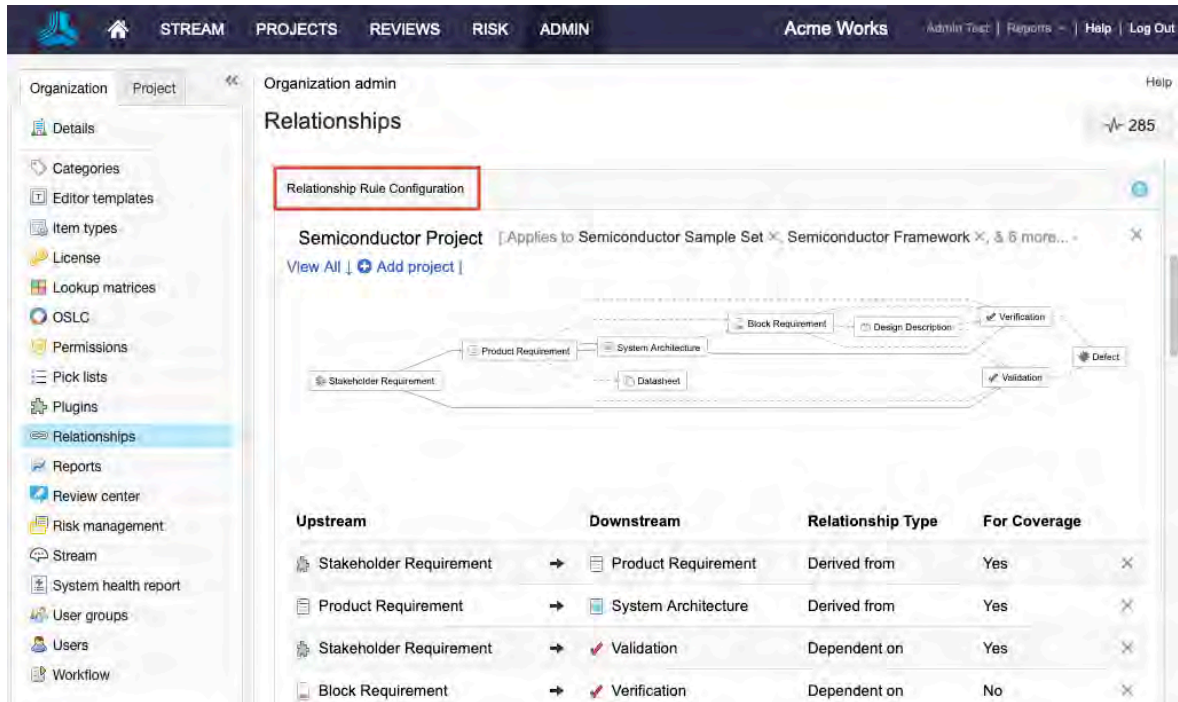 STREAM PROJECTS REVIEWS RISK ADMIN Acme Works Admin Test | Reports | Help | Log Out
Organization Project Organization admin Help
Relationships 285
Details
Categories
Editor templates
Item types
License
Lookup matrices
OSLC
Permissions
Pick lists
Plugins
Relationships
Reports
Review center
Risk management
Stream
System health report
User groups
Users
Workflow
Relationship Rule Configuration
Semiconductor Project [ Applies to Semiconductor Sample Set ×, Semiconductor Framework ×, & 6 more...
View All | Add project |
Block Requirement
Design Description
Verification
Product Requirement
System Architecture
Defect
Stakeholder Requirement
Datasheet
Validation
Upstream Downstream Relationship Type For Coverage
Stakeholder Requirement → Product Requirement Derived from Yes
Product Requirement → System Architecture Derived from Yes
Stakeholder Requirement → Validation Dependent on Yes
Block Requirement → Verification Dependent on No